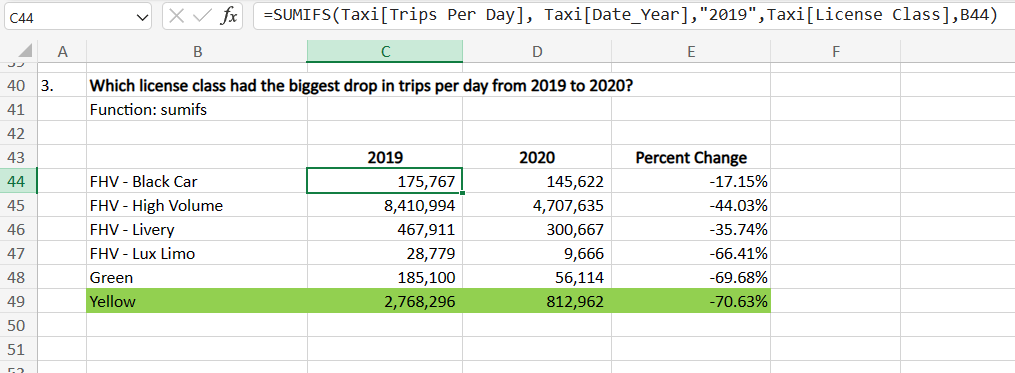 C44 fx =SUMIFS(Taxi[Trips Per Day], Taxi[Date_Year],"2019",Taxi[License Class],B44)
A B C D E F
40 3. Which license class had the biggest drop in trips per day from 2019 to 2020?
41 Function: sumifs
42
43 2019 2020 Percent Change
44 FHV - Black Car 175,767 145,622 -17.15%
45 FHV - High Volume 8,410,994 4,707,635 -44.03%
46 FHV - Livery 467,911 300,667 -35.74%
47 FHV - Lux Limo 28,779 9,666 -66.41%
48 Green 185,100 56,114 -69.68%
49 Yellow 2,768,296 812,962 -70.63%
50
51